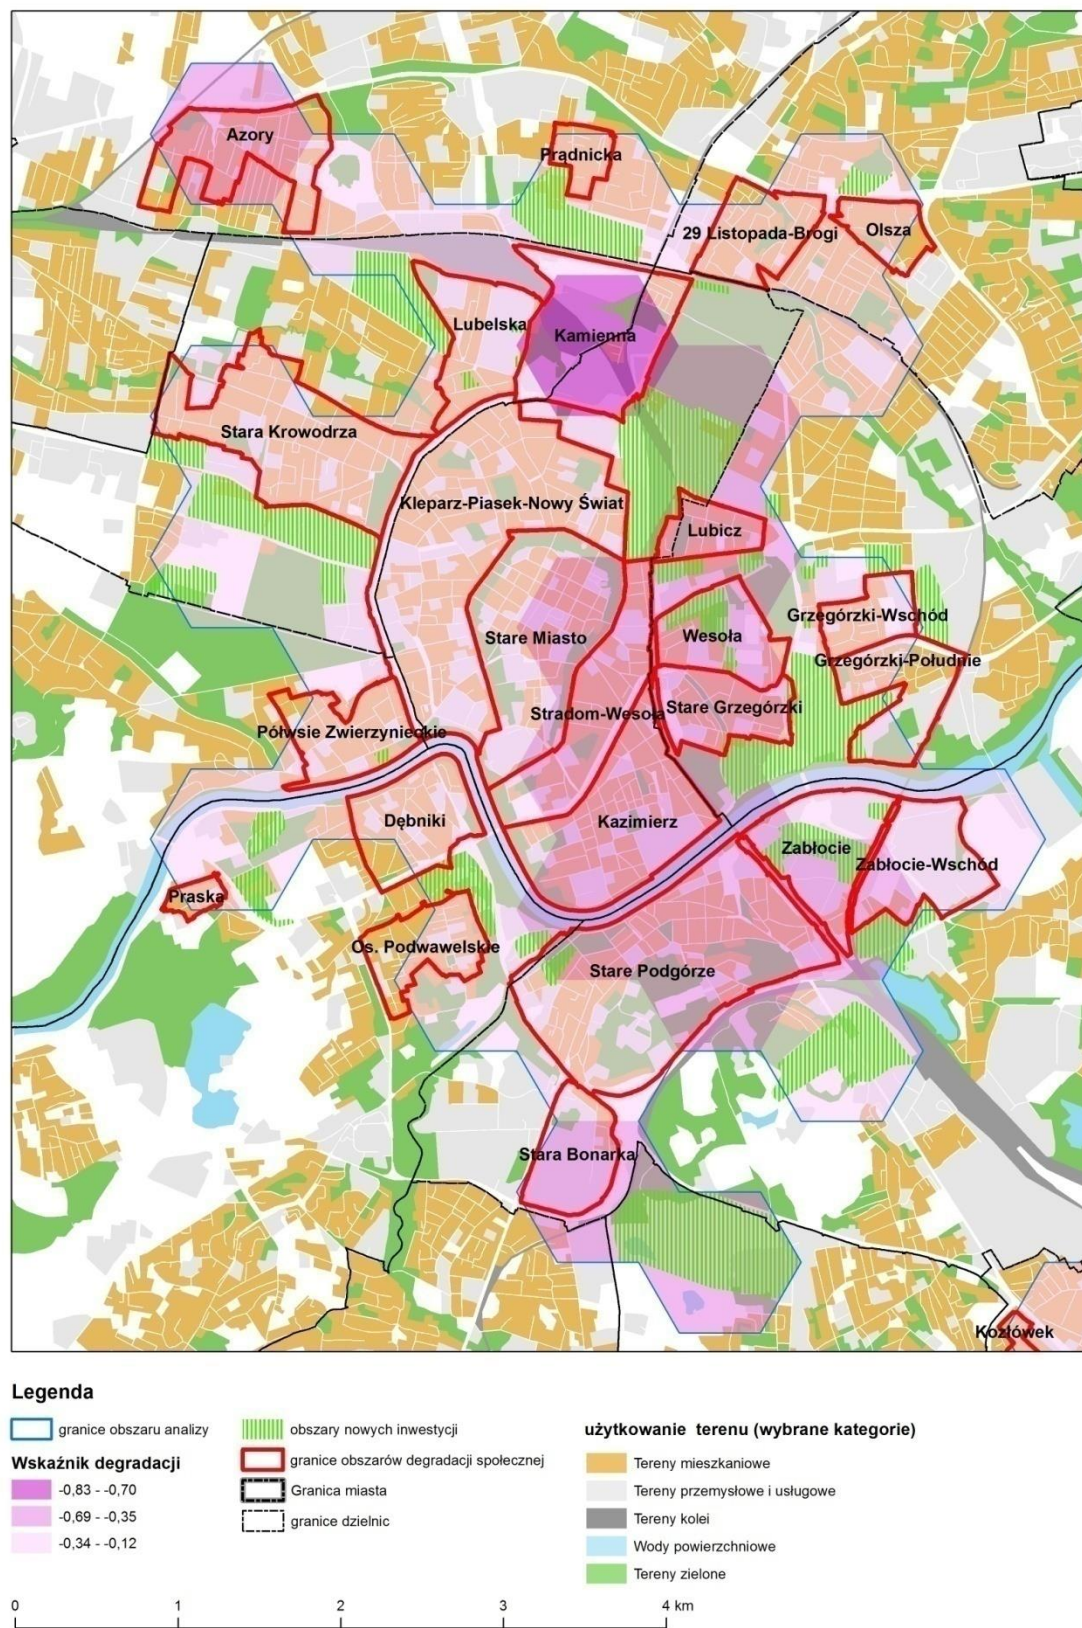 Azory
Prądnicka
29 Listopada-Brogi
Olsza
Lubelska
Kamienna
Stara Krowodrza
Kleparz-Piasek-Nowy Świat
Lubicz
Grzegórzki-Wschód
Stare Miasto
Wesoła
Grzegórzki-Południe
Stradom-Wesoła
Stare Grzegórzki
Półwsie Zwierzynieckie
Dębniki
Kazimierz
Zabłocie
Zabłocie-Wschód
Praska
Os. Podwawelskie
Stare Podgórze
Stara Bonarka
Kozłówek
Legenda
granice obszaru analizy
Wskaźnik degradacji
-0,83 - -0,70
-0,69 - -0,35
-0,34 - -0,12
obszary nowych inwestycji
granice obszarów degradacji społecznej
Granica miasta
granice dzielnic
użytkowanie terenu (wybrane kategorie)
Tereny mieszkaniowe
Tereny przemysłowe i usługowe
Tereny kolei
Wody powierzchniowe
Tereny zielone
0 1 2 3 4 km